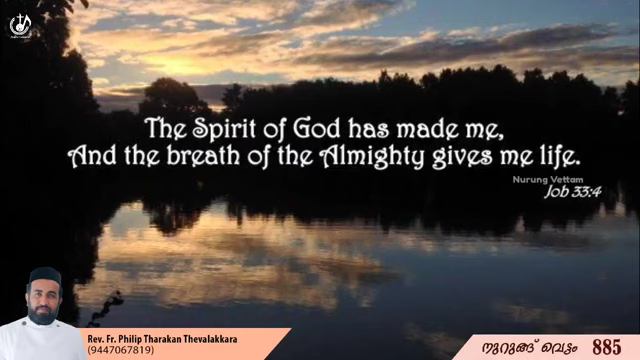 The Spirit of God has made me,
And the breath of the Almighty gives me life.
Nurung Vettam
Job 33:4
Rev. Fr. Philip Tharakan Thevalakkara
(9447067819)
നുറുങ്ങ് വെട്ടം 885